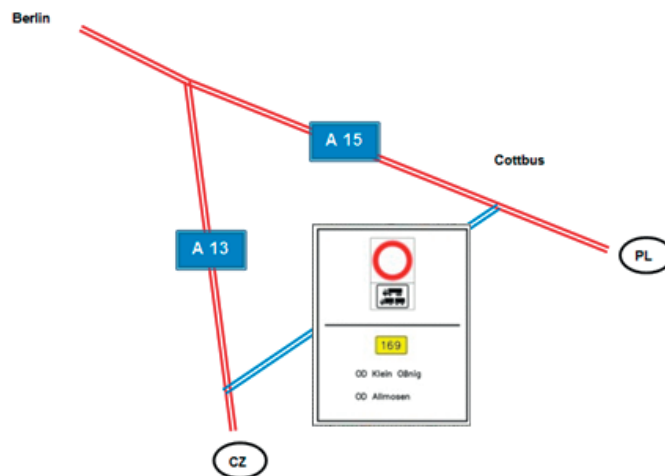 Berlin
A 15
Cottbus
A 13
PL
169
OD Klein Oßnig
OD Allmosen
CZ